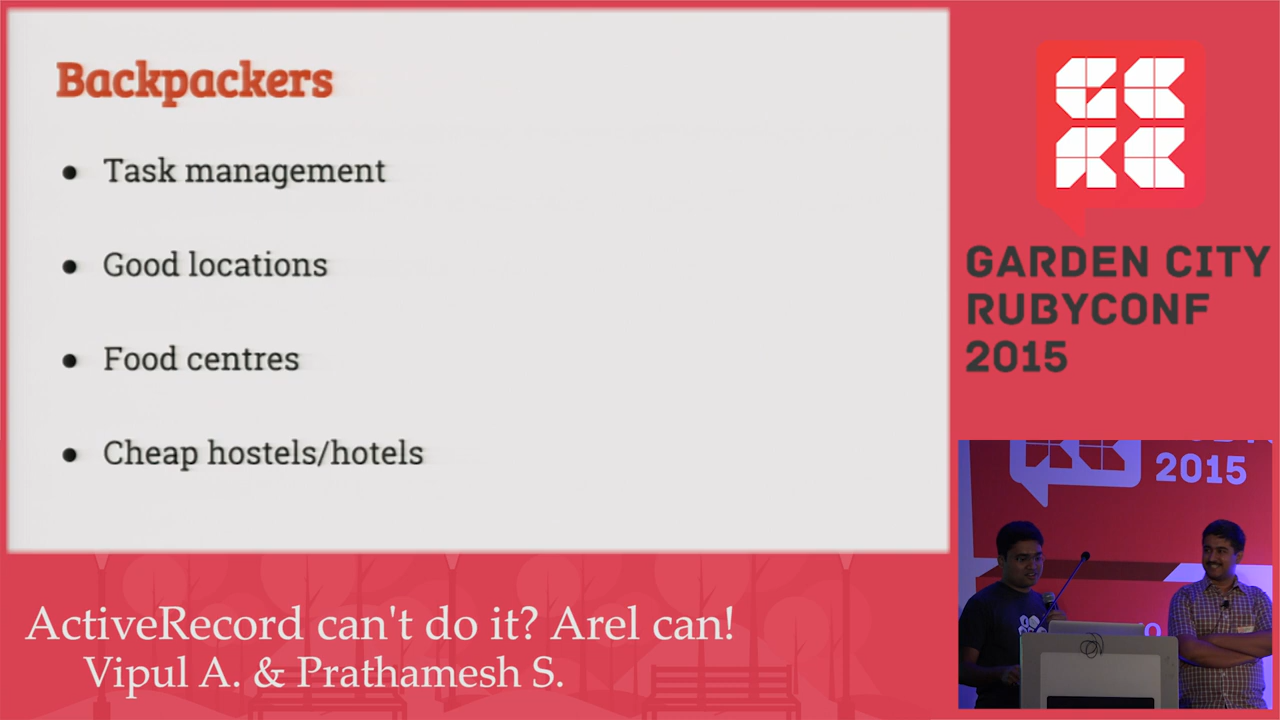 Backpackers
● Task management
● Good locations
● Food centres
● Cheap hostels/hotels
GARDEN CITY
RUBYCONF
2015
2015
ActiveRecord can't do it? Arel can!
Vipul A. & Prathamesh S.